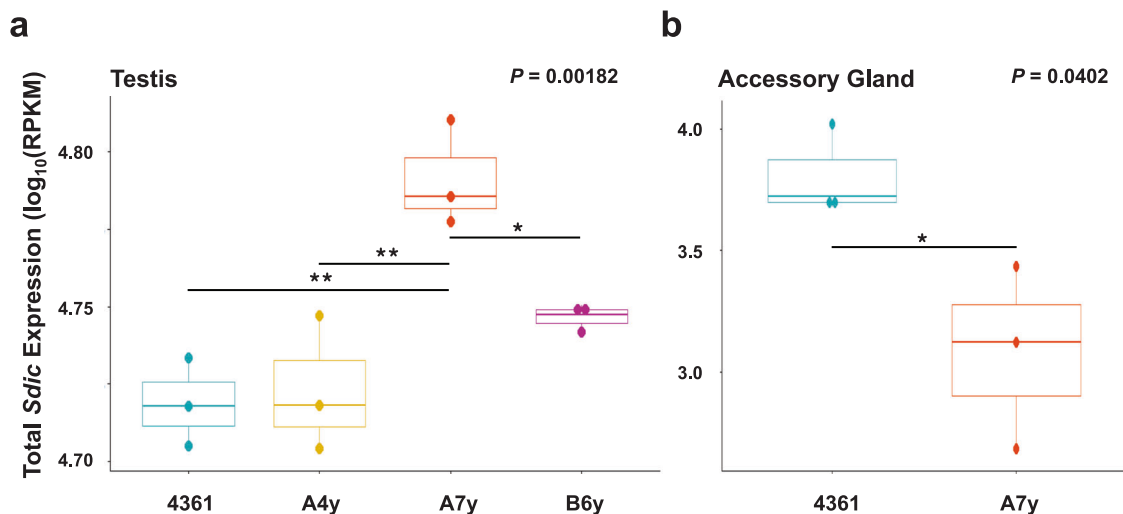 a
Testis
P = 0.00182
Total Sdic Expression (log₁₀(RPKM)
4.80
4.75
4.70
*
**
**
4361
A4y
A7y
B6y
b
Accessory Gland
P = 0.0402
4.0
3.5
3.0
*
4361
A7y